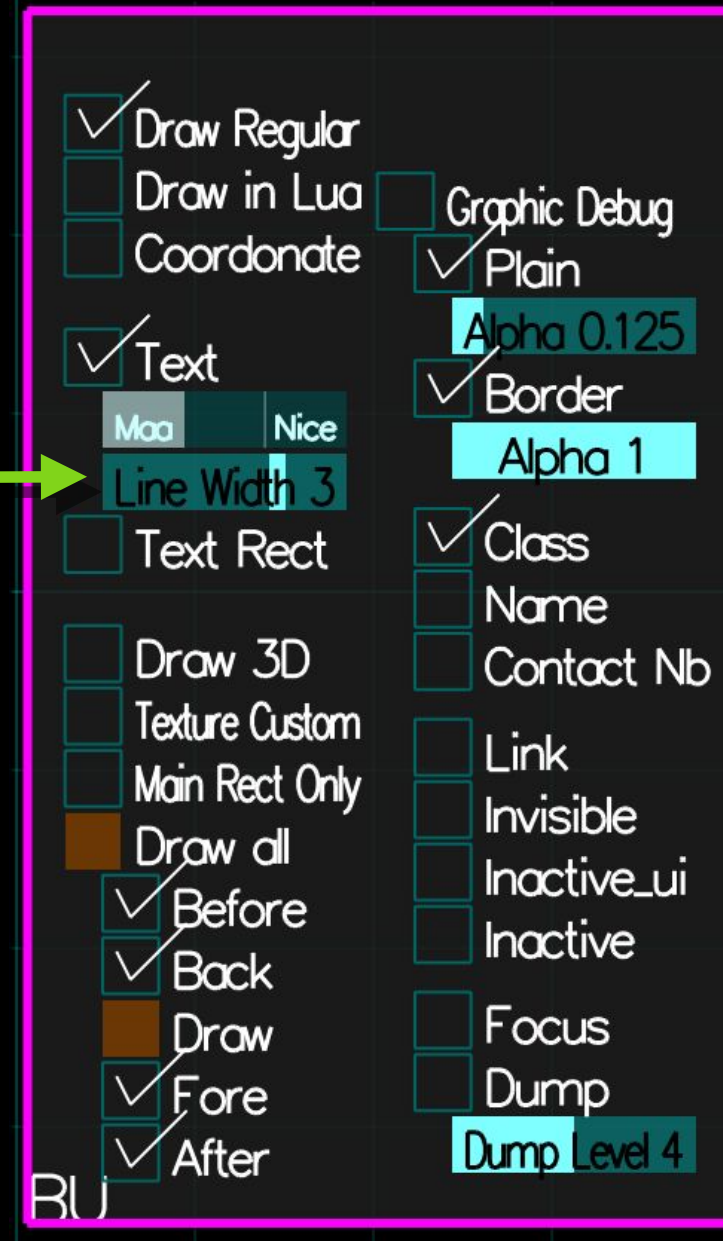 Draw Regular
Draw in Lua
Coordonate
Text
Maa Nice
Line Width 3
Text Rect
Draw 3D
Texture Custom
Main Rect Only
Draw all
Before
Back
Draw
Fore
After
BU
Graphic Debug
Plain
Alpha 0.125
Border
Alpha 1
Class
Name
Contact Nb
Link
Invisible
Inactive_ui
Inactive
Focus
Dump
Dump Level 4